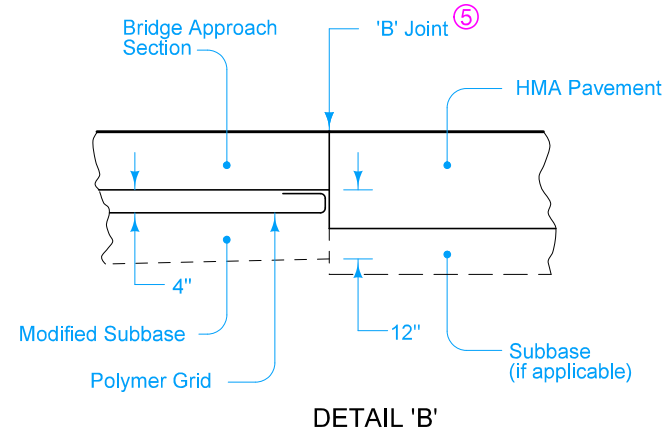 Bridge Approach
Section
'B' Joint 5
HMA Pavement
4"
12"
Modified Subbase
Polymer Grid
Subbase
(if applicable)
DETAIL 'B'